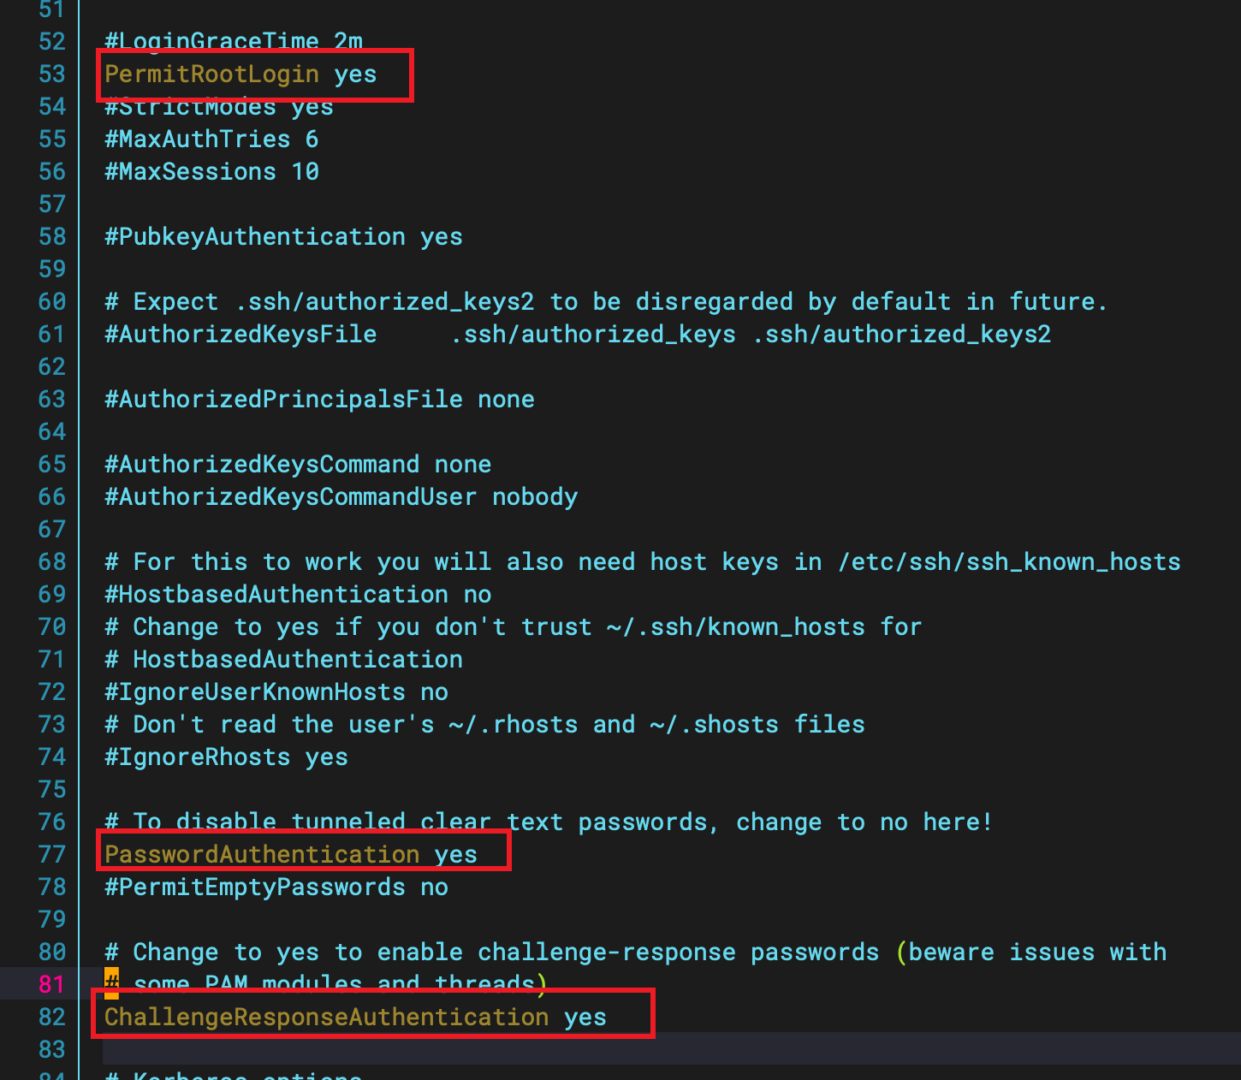 51
52 #LoginGraceTime 2m
53 PermitRootLogin yes
54 #StrictModes yes
55 #MaxAuthTries 6
56 #MaxSessions 10
57
58 #PubkeyAuthentication yes
59
60 # Expect .ssh/authorized_keys2 to be disregarded by default in future.
61 #AuthorizedKeysFile     .ssh/authorized_keys .ssh/authorized_keys2
62
63 #AuthorizedPrincipalsFile none
64
65 #AuthorizedKeysCommand none
66 #AuthorizedKeysCommandUser nobody
67
68 # For this to work you will also need host keys in /etc/ssh/ssh_known_hosts
69 #HostbasedAuthentication no
70 # Change to yes if you don't trust ~/.ssh/known_hosts for
71 # HostbasedAuthentication
72 #IgnoreUserKnownHosts no
73 # Don't read the user's ~/.rhosts and ~/.shosts files
74 #IgnoreRhosts yes
75
76 # To disable tunneled clear text passwords, change to no here!
77 PasswordAuthentication yes
78 #PermitEmptyPasswords no
79
80 # Change to yes to enable challenge-response passwords (beware issues with
81 # some PAM modules and threads)
82 ChallengeResponseAuthentication yes
83
84 # Kerberos options